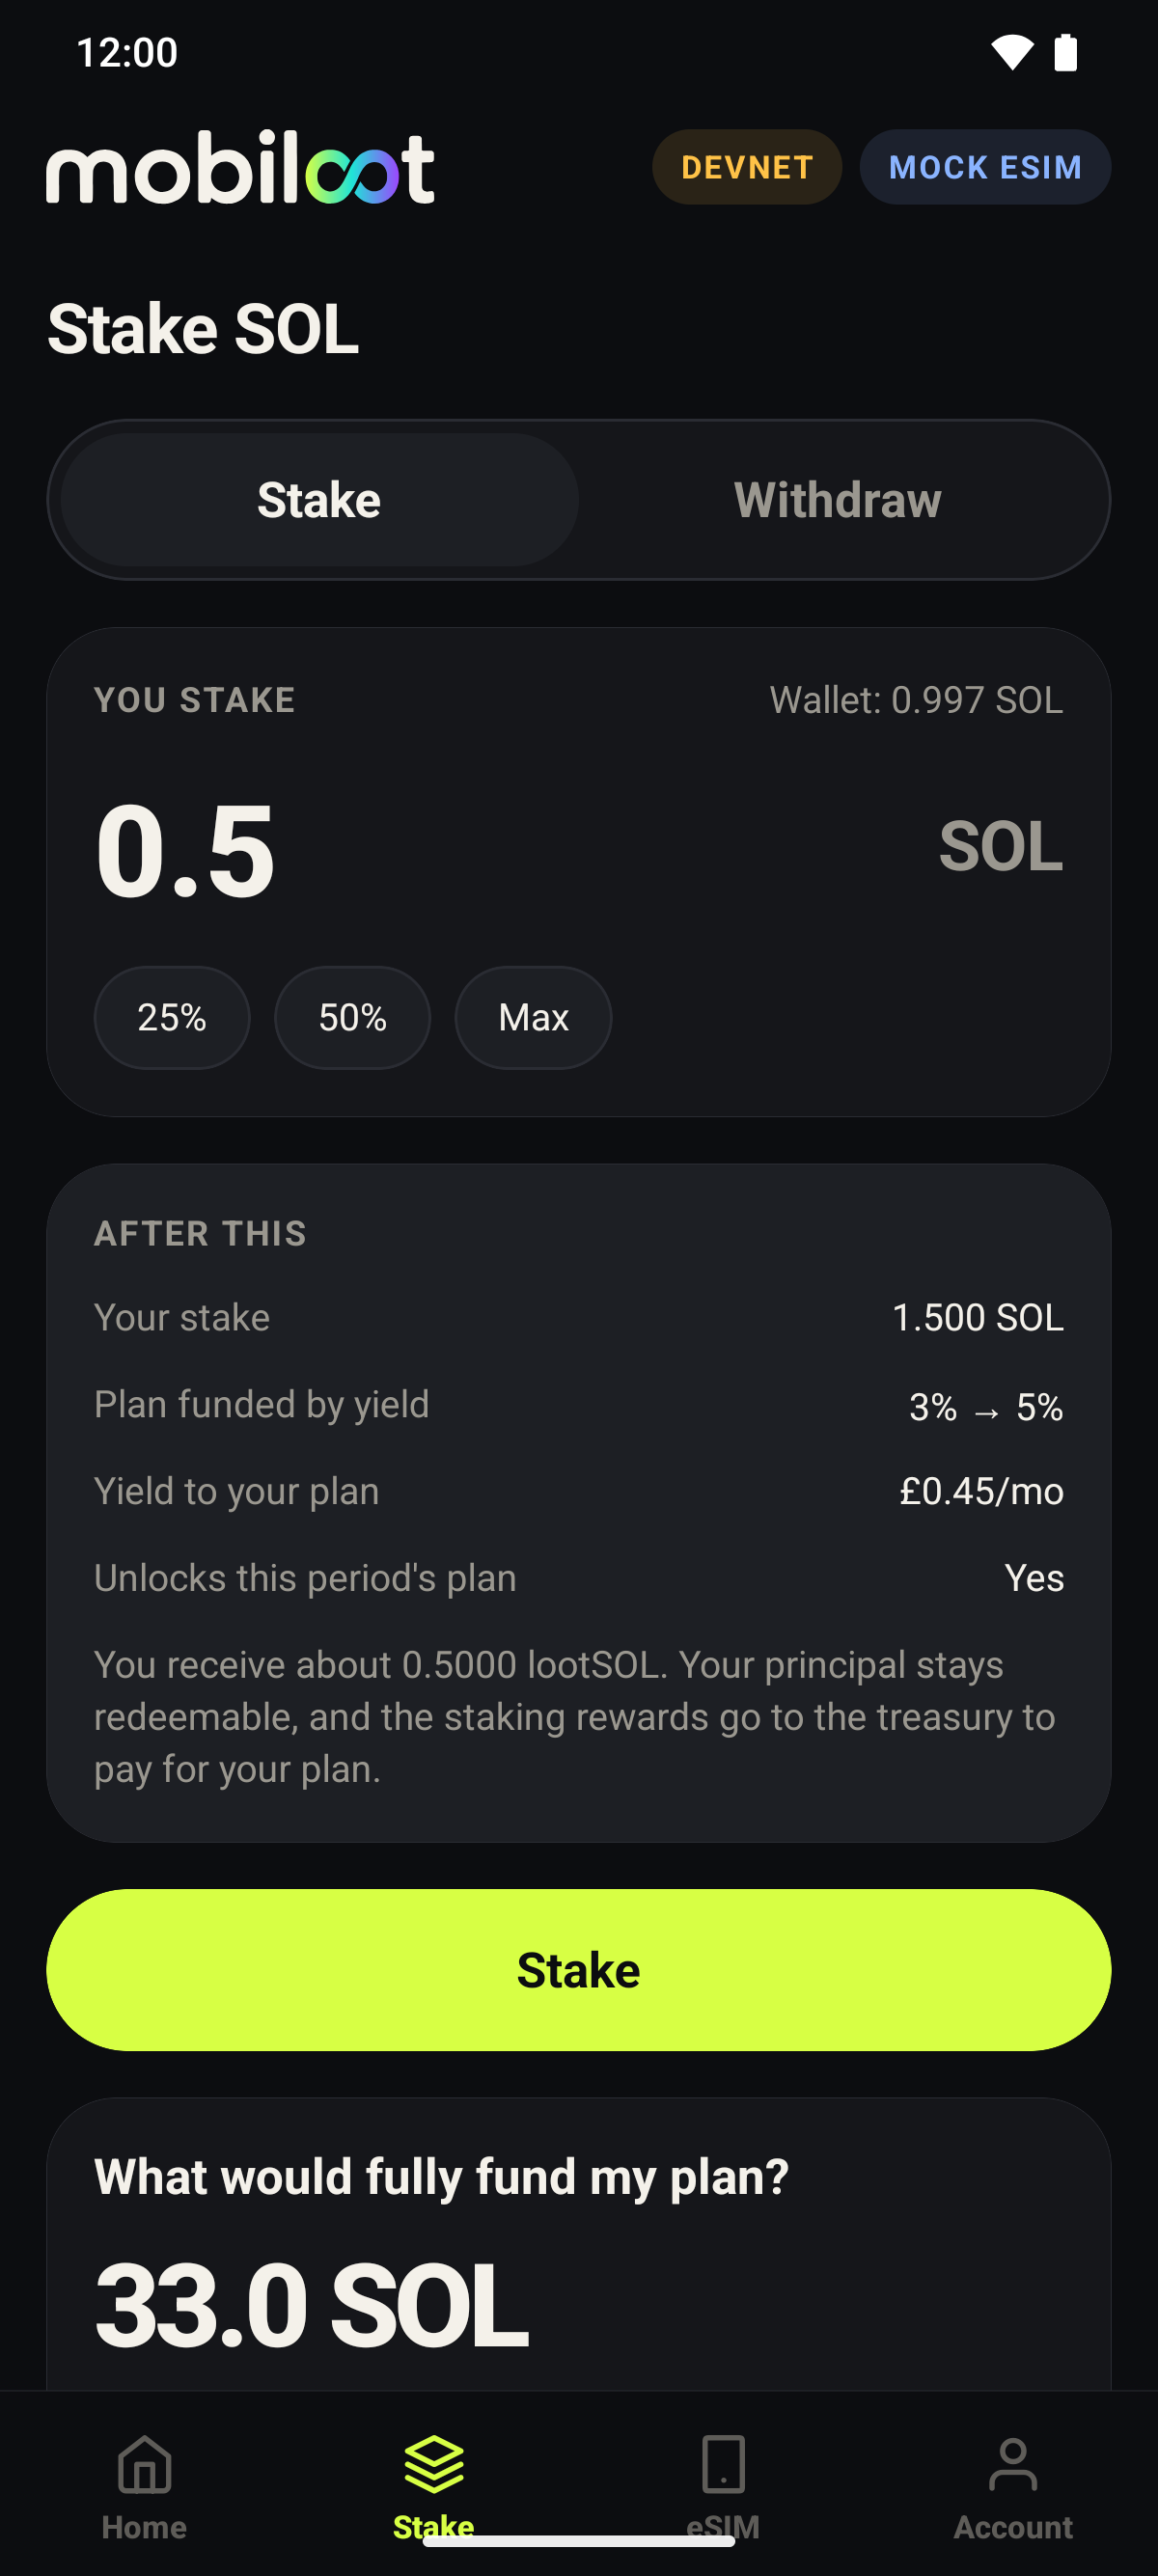 12:00
mobiloot
DEVNET
MOCK ESIM
Stake SOL
Stake
Withdraw
YOU STAKE
Wallet: 0.997 SOL
0.5
SOL
25%
50%
Max
AFTER THIS
Your stake
1.500 SOL
Plan funded by yield
3% → 5%
Yield to your plan
£0.45/mo
Unlocks this period's plan
Yes
You receive about 0.5000 lootSOL. Your principal stays
redeemable, and the staking rewards go to the treasury to
pay for your plan.
Stake
What would fully fund my plan?
33.0 SOL
Home
Stake
eSIM
Account